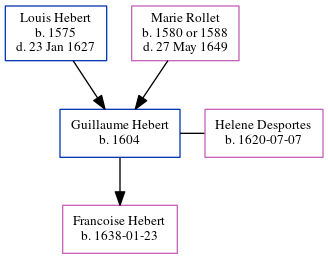 Louis Hebert
b. 1575
d. 23 Jan 1627
Marie Rollet
b. 1580 or 1588
d. 27 May 1649
Guillaume Hebert
b. 1604
Helene Desportes
b. 1620-07-07
Francoise Hebert
b. 1638-01-23